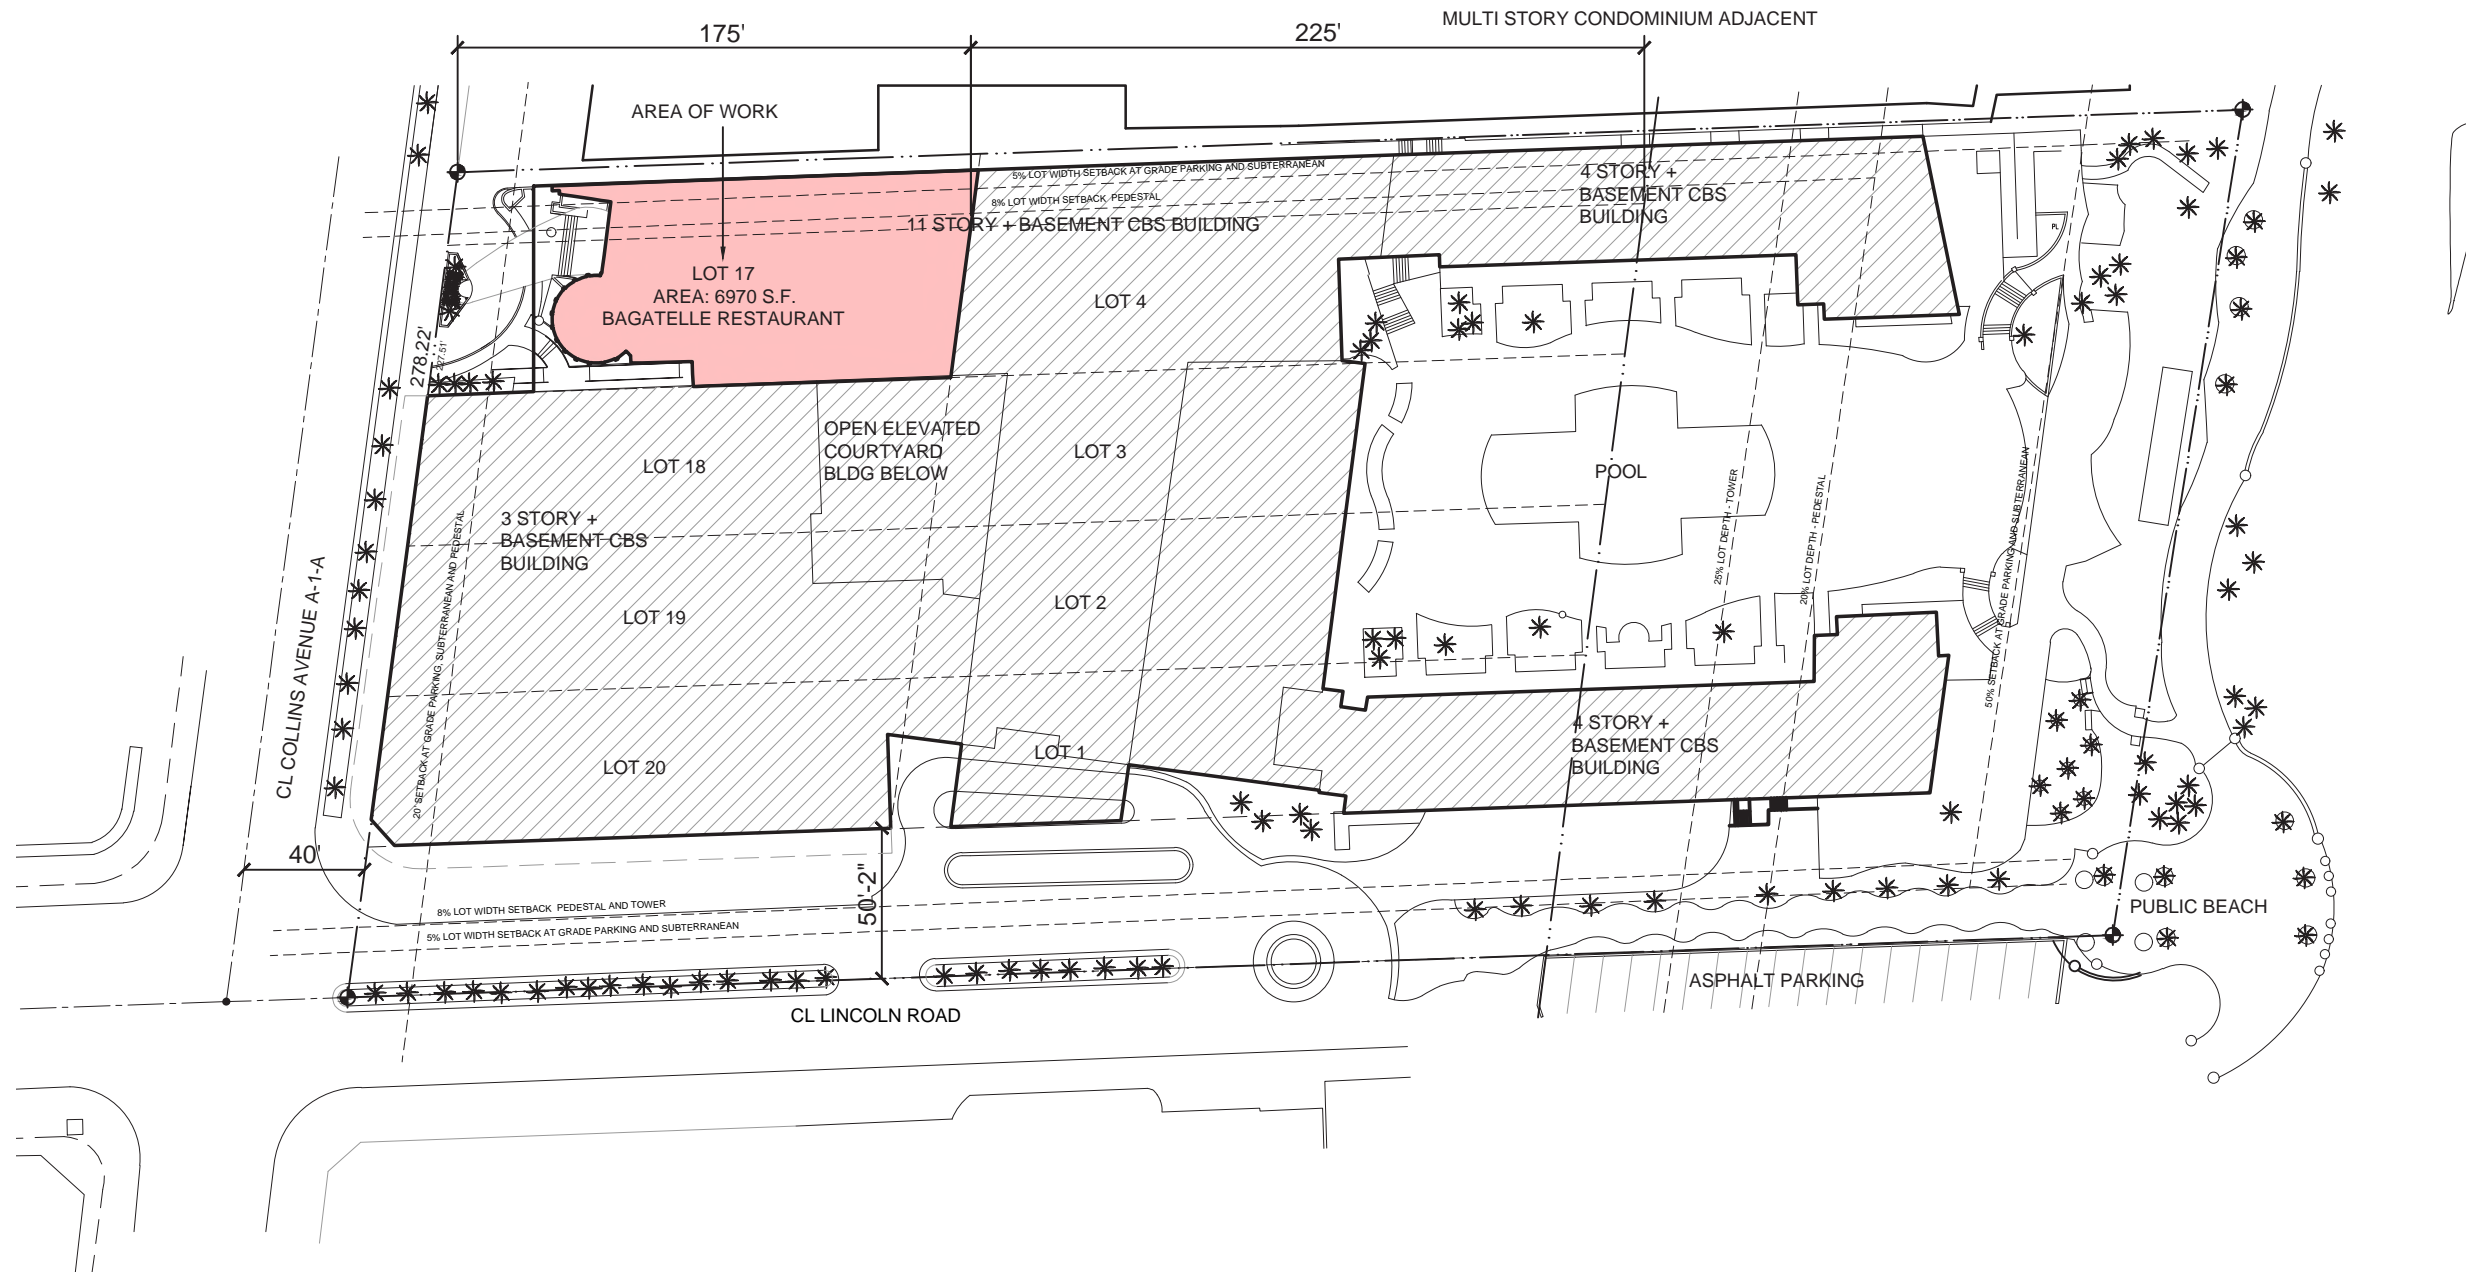 MULTI STORY CONDOMINIUM ADJACENT
175'
225'
AREA OF WORK
5% LOT WIDTH SETBACK AT GRADE PARKING AND SUBTERRANEAN
8% LOT WIDTH SETBACK PEDESTAL
11 STORY + BASEMENT CBS BUILDING
4 STORY +
BASEMENT CBS
BUILDING
PL
LOT 17
AREA: 6970 S.F.
BAGATELLE RESTAURANT
LOT 4
278.22'
227.51'
OPEN ELEVATED
COURTYARD
BLDG BELOW
LOT 18
LOT 3
POOL
25% LOT DEPTH - TOWER
20% LOT DEPTH - PEDESTAL
50% SETBACK AT GRADE PARKING AND SUBTERRANEAN
3 STORY +
BASEMENT CBS
BUILDING
20' SETBACK AT GRADE PARKING, SUBTERRANEAN AND PEDESTAL
CL COLLINS AVENUE A-1-A
LOT 19
LOT 2
LOT 20
LOT 1
4 STORY +
BASEMENT CBS
BUILDING
40'
50'-2"
8% LOT WIDTH SETBACK PEDESTAL AND TOWER
5% LOT WIDTH SETBACK AT GRADE PARKING AND SUBTERRANEAN
PUBLIC BEACH
ASPHALT PARKING
CL LINCOLN ROAD